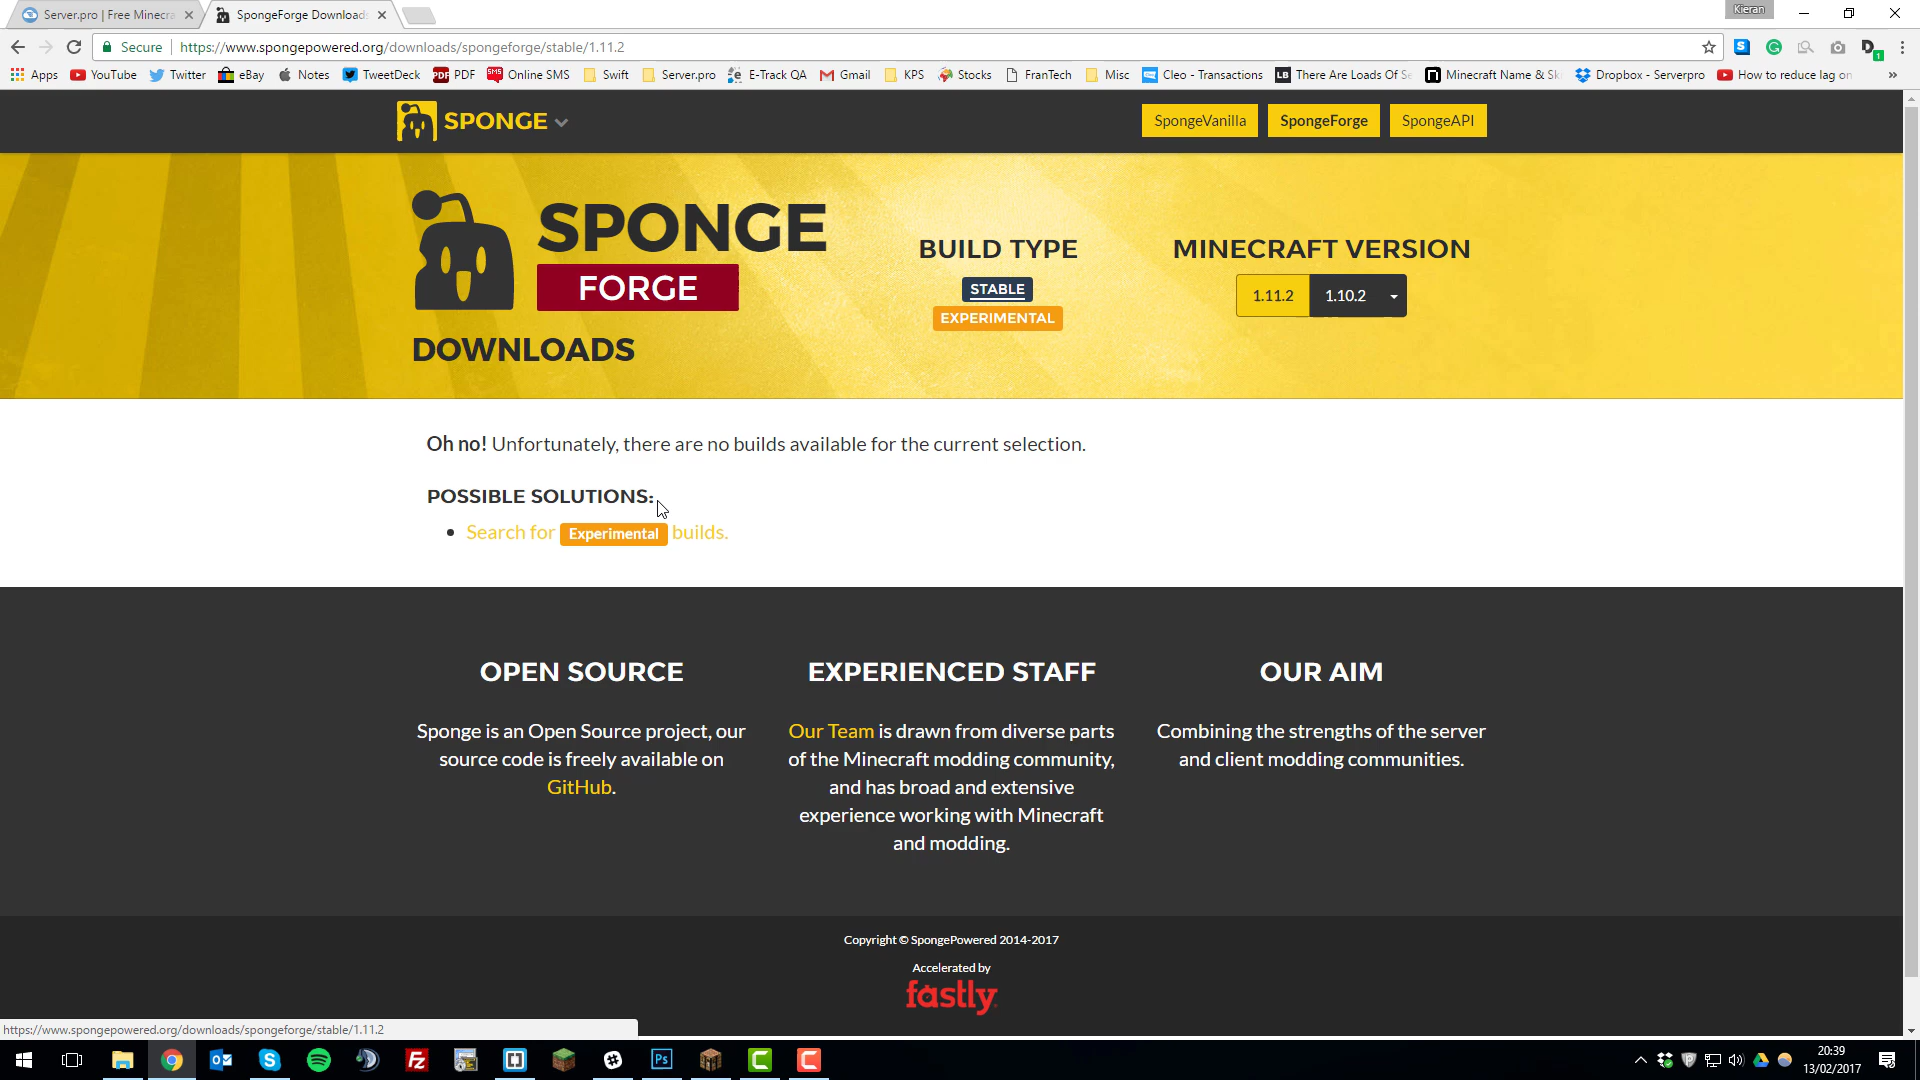 Server.pro | Free Minecra
SpongeForge Downloads
Kieran
Secure
https://www.spongepowered.org/downloads/spongeforge/stable/1.11.2
Apps
YouTube
Twitter
eBay
Notes
TweetDeck
PDF
PDF
SMS
Online SMS
Swift
Server.pro
E-Track QA
Gmail
KPS
Stocks
FranTech
Misc
Cleo - Transactions
LB
There Are Loads Of Se
Minecraft Name & Sk
Dropbox - Serverpro
How to reduce lag on
SPONGE
SpongeVanilla
SpongeForge
SpongeAPI
SPONGE
FORGE
DOWNLOADS
BUILD TYPE
STABLE
EXPERIMENTAL
MINECRAFT VERSION
1.11.2
1.10.2
Oh no! Unfortunately, there are no builds available for the current selection.
POSSIBLE SOLUTIONS:
Search for Experimental builds.
OPEN SOURCE
Sponge is an Open Source project, our
source code is freely available on
GitHub.
EXPERIENCED STAFF
Our Team is drawn from diverse parts
of the Minecraft modding community,
and has broad and extensive
experience working with Minecraft
and modding.
OUR AIM
Combining the strengths of the server
and client modding communities.
Copyright © SpongePowered 2014-2017
Accelerated by
fastly
https://www.spongepowered.org/downloads/spongeforge/stable/1.11.2
20:39
13/02/2017